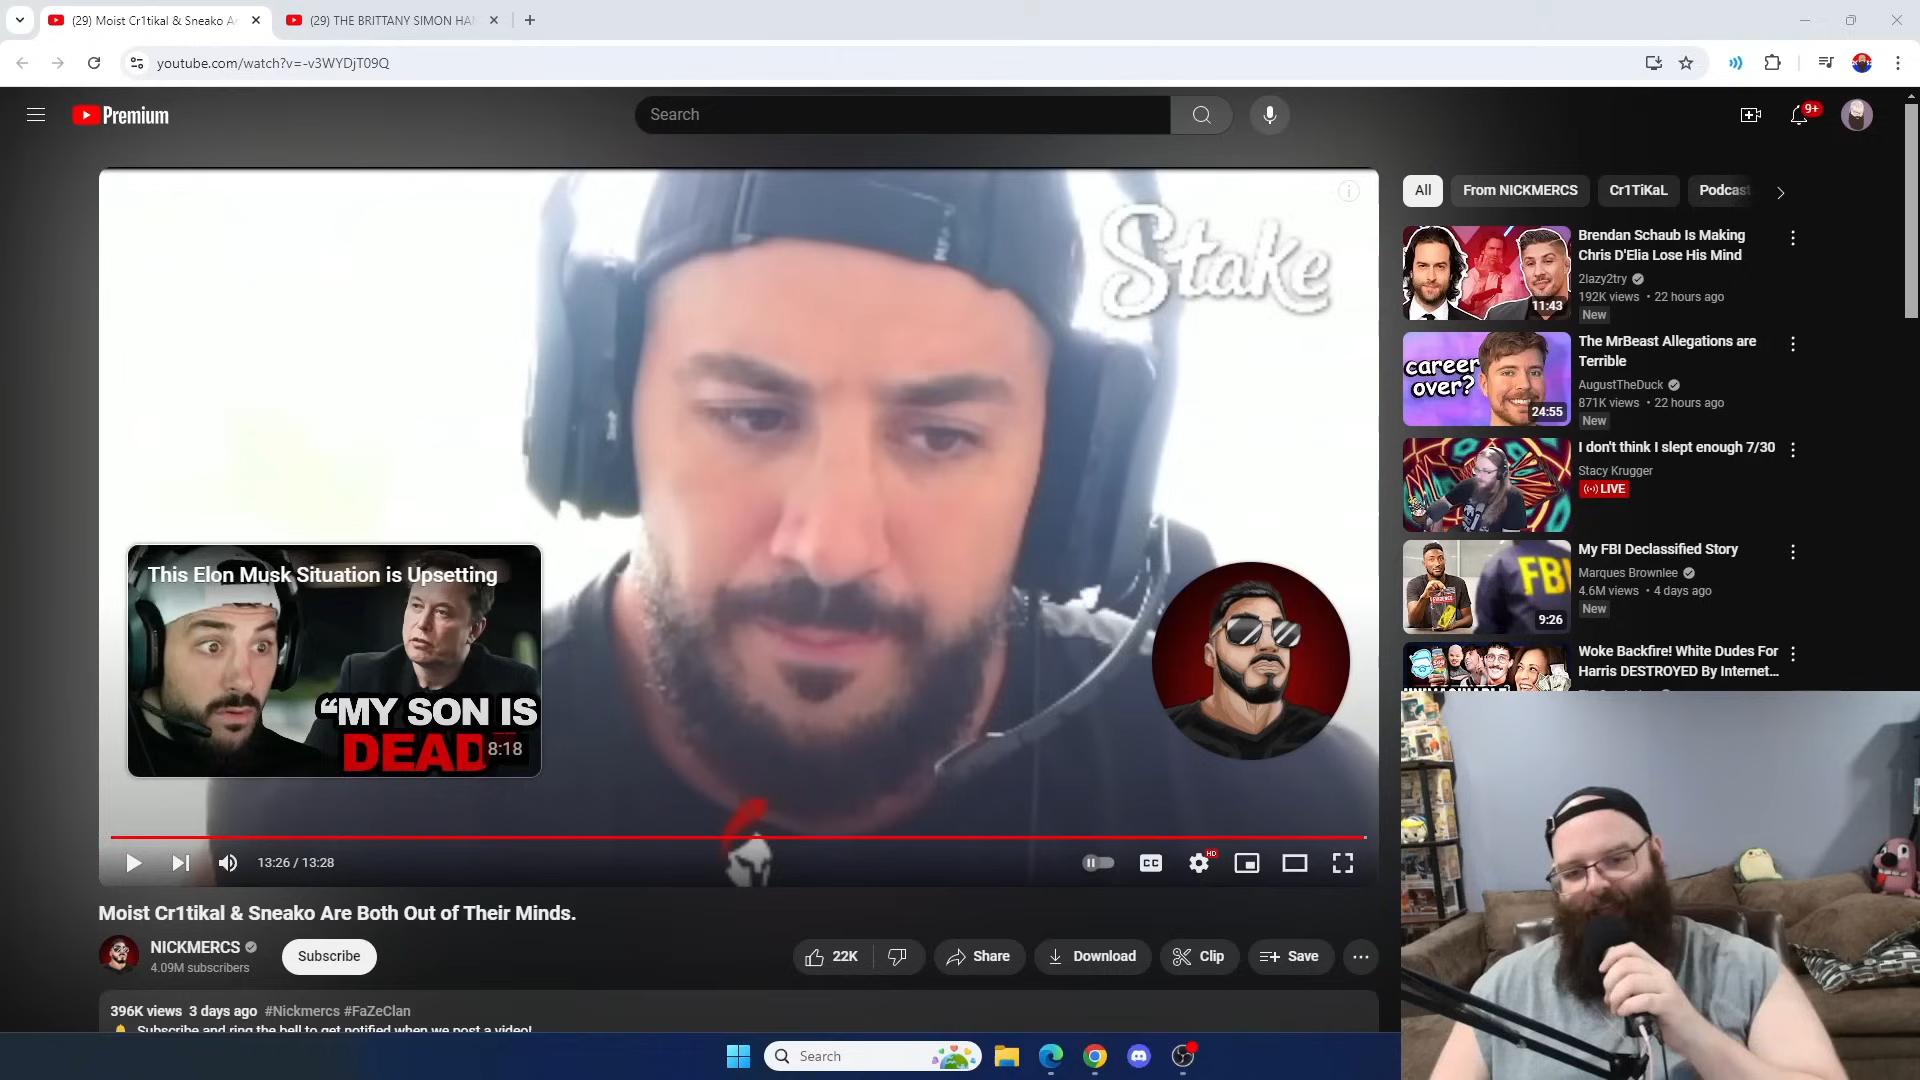 (29) Moist Cr1tikal & Sneako A
(29) THE BRITTANY SIMON HA
youtube.com/watch?v=-v3WYDjT09Q
Premium
Search
9+
Stake
This Elon Musk Situation is Upsetting
“MY SON IS
DEAD
8:18
13:26 / 13:28
CC
HD
Moist Cr1tikal & Sneako Are Both Out of Their Minds.
NICKMERCS
4.09M subscribers
Subscribe
22K
Share
Download
Clip
Save
396K views 3 days ago #Nickmercs #FaZeClan
Subscribe and ring the bell to get notified when we post a video!
All
From NICKMERCS
Cr1TiKaL
Podcast
Brendan Schaub Is Making
Chris D'Elia Lose His Mind
2lazy2try
192K views • 22 hours ago
New
11:43
The MrBeast Allegations are
Terrible
AugustTheDuck
871K views • 22 hours ago
New
career
over?
24:55
I don't think I slept enough 7/30
Stacy Krugger
LIVE
My FBI Declassified Story
Marques Brownlee
4.6M views • 4 days ago
New
FB
9:26
Woke Backfire! White Dudes For
Harris DESTROYED By Internet...
Search